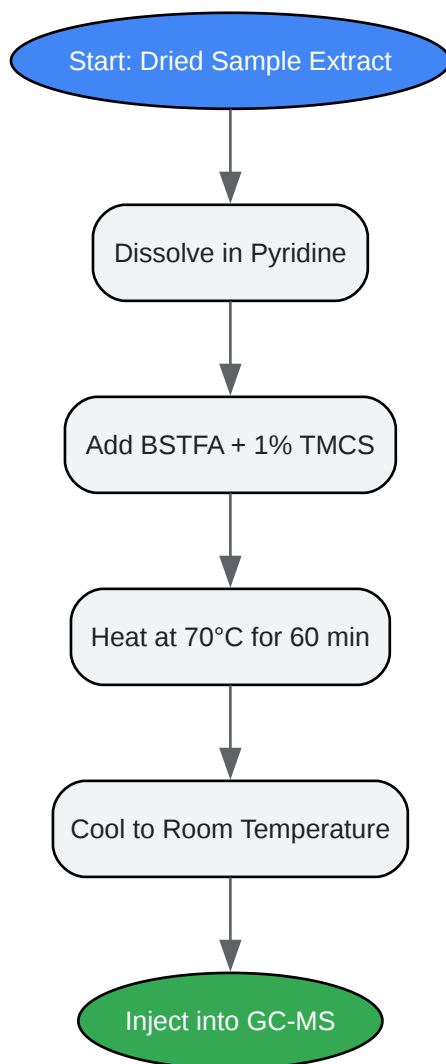 Start: Dried Sample Extract
Dissolve in Pyridine
Add BSTFA + 1% TMCS
Heat at 70°C for 60 min
Cool to Room Temperature
Inject into GC-MS